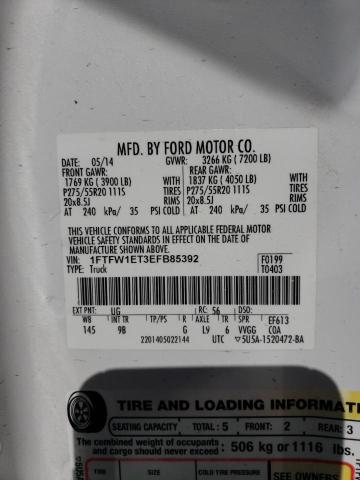 MFD. BY FORD MOTOR CO.
DATE: 05/14 GVWR: 3266 KG ( 7200 LB)
FRONT GAWR: REAR GAWR:
1769 KG ( 3900 LB) WITH 1837 KG ( 4050 LB) WITH
P275/55R20 111S TIRES P275/55R20 111S TIRES
20x8.5J RIMS 20x8.5J RIMS
AT 240 kPa/ 35 PSI COLD AT 240 kPa/ 35 PSI COLD
THIS VEHICLE CONFORMS TO ALL APPLICABLE FEDERAL MOTOR
VEHICLE SAFETY STANDARDS IN EFFECT ON THE DATE OF MANUFACTURE SHOWN ABOVE.
VIN: 1FTFW1ET3EFB85392 F0199
TYPE: Truck T0403
EXT PNT: UG RC: 56 DSO:
WB INT TR AXLE TR SPR EF613
145 9B G L9 6 VVGG COA
2201405022144 UTC 5U5A-1520472-BA
TIRE AND LOADING INFORMATI
SEATING CAPACITY TOTAL: 5 FRONT: 2 REAR: 3
The combined weight of occupants
and cargo should never exceed: 506 kg or 1116 lbs.
TIRE SIZE COLD TIRE PRESSURE